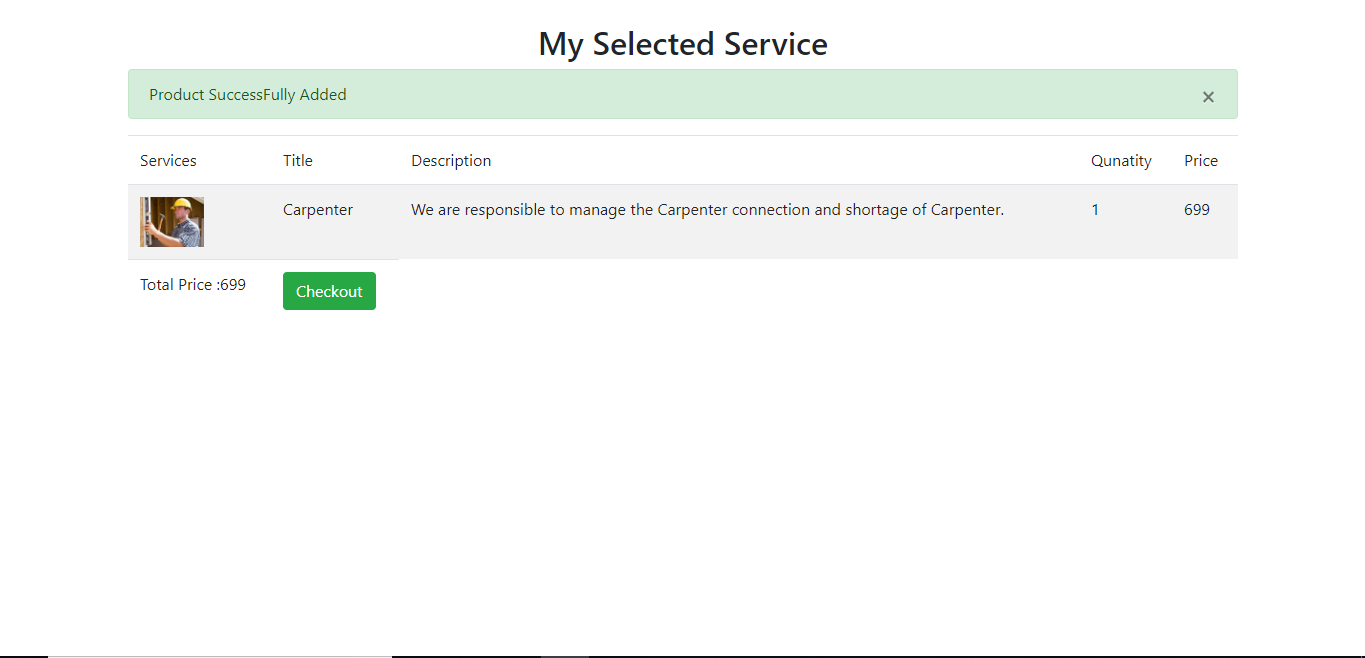 My Selected Service
Product SuccessFully Added ×
Services Title Description Qunatity Price
Carpenter We are responsible to manage the Carpenter connection and shortage of Carpenter. 1 699
Total Price :699 Checkout